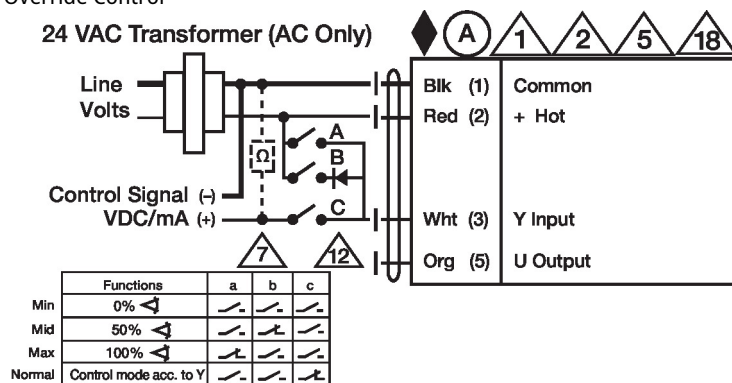 Override Control
24 VAC Transformer (AC Only)
A 1 2 5 18
Line
Volts
Blk (1) Common
Red (2) + Hot
A
Ω
B
Control Signal (–)
VDC/mA (+)
C
Wht (3) Y Input
7 12
Org (5) U Output
Functions a b c
Min 0%
Mid 50%
Max 100%
Normal Control mode acc. to Y